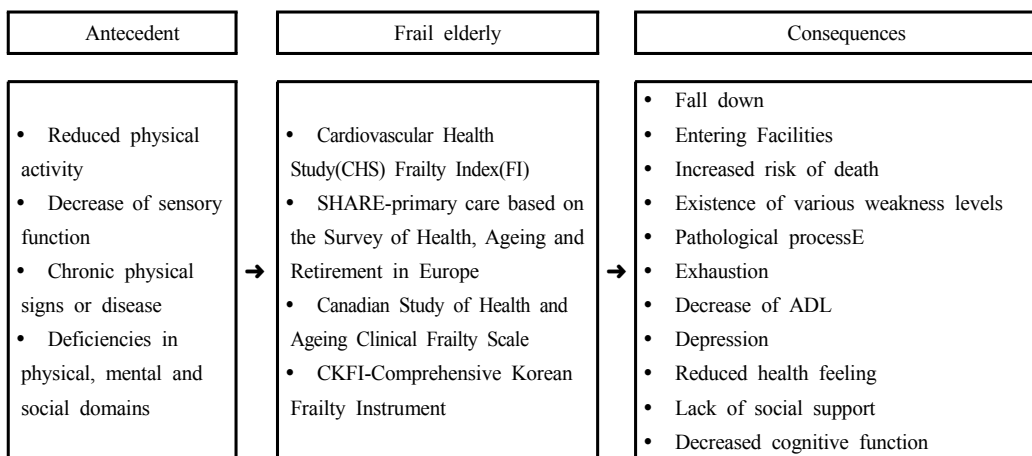 Antecedent
Frail elderly
Consequences
• Reduced physical
activity
• Decrease of sensory
function
• Chronic physical
signs or disease
• Deficiencies in
physical, mental and
social domains
➜
• Cardiovascular Health
Study(CHS) Frailty Index(FI)
• SHARE-primary care based on
the Survey of Health, Ageing and
Retirement in Europe
• Canadian Study of Health and
Ageing Clinical Frailty Scale
• CKFI-Comprehensive Korean
Frailty Instrument
➜
• Fall down
• Entering Facilities
• Increased risk of death
• Existence of various weakness levels
• Pathological processE
• Exhaustion
• Decrease of ADL
• Depression
• Reduced health feeling
• Lack of social support
• Decreased cognitive function